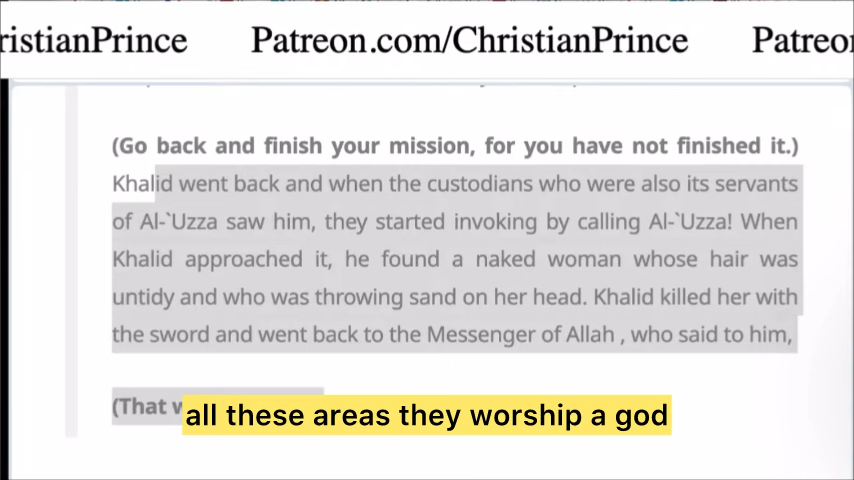 ristianPrince Patreon.com/ChristianPrince Patreo
(Go back and finish your mission, for you have not finished it.)
Khalid went back and when the custodians who were also its servants
of Al-`Uzza saw him, they started invoking by calling Al-`Uzza! When
Khalid approached it, he found a naked woman whose hair was
untidy and who was throwing sand on her head. Khalid killed her with
the sword and went back to the Messenger of Allah , who said to him,
(That
all these areas they worship a god